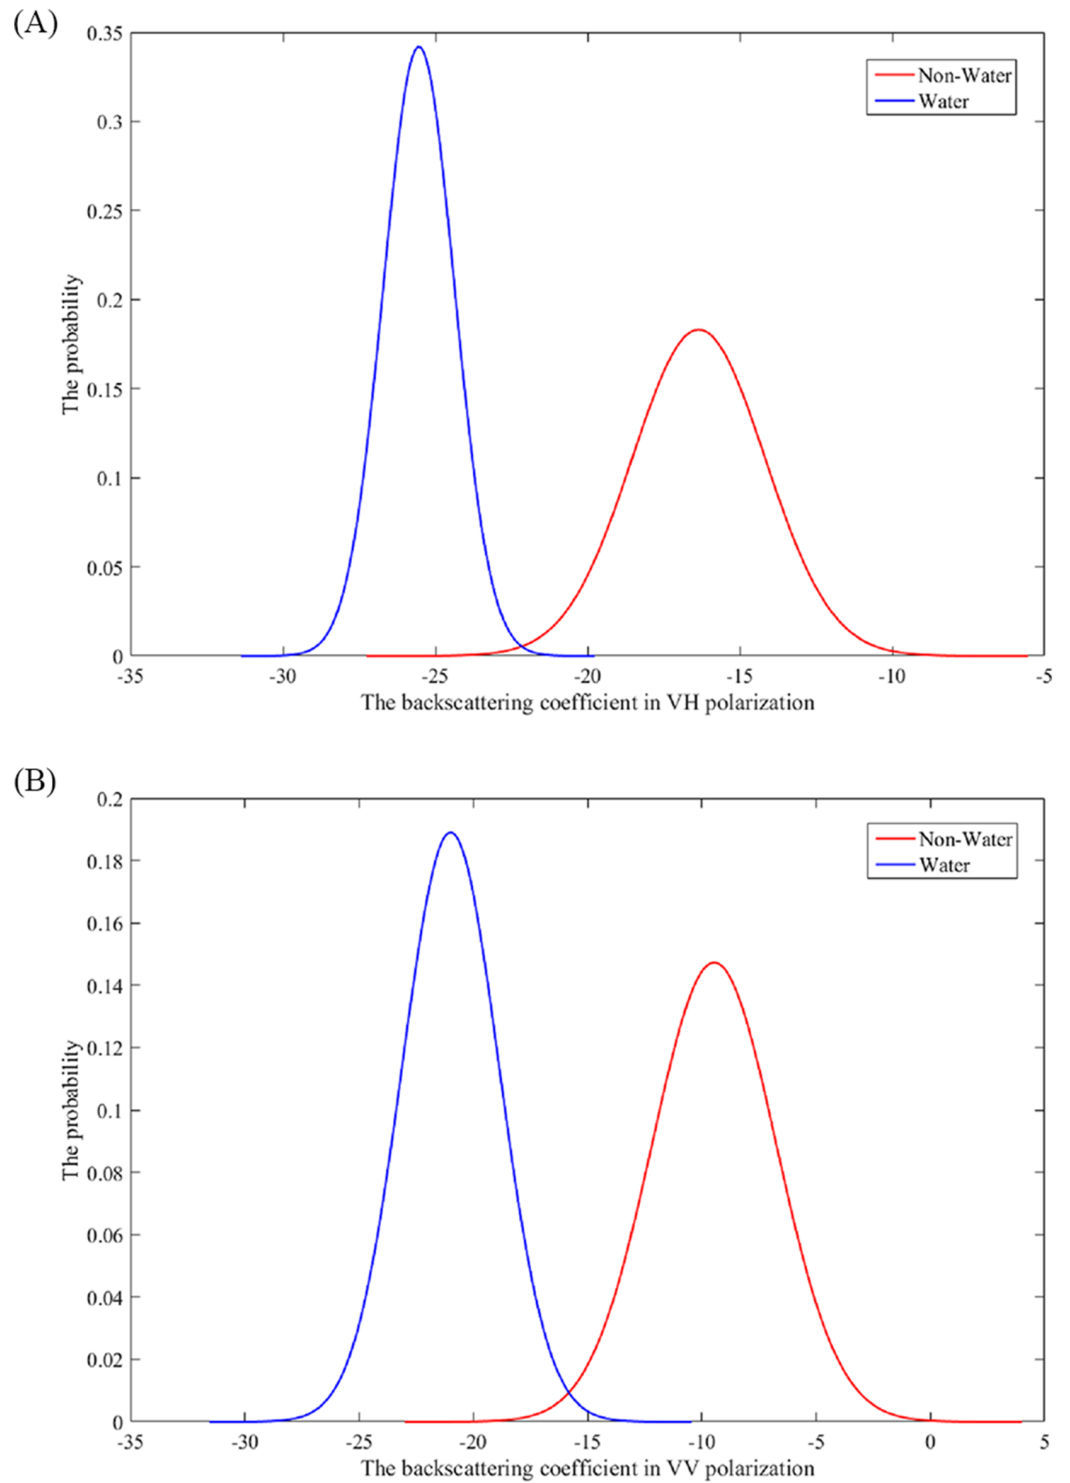 (A)
0.35
0.3
0.25
0.2
0.15
0.1
0.05
0
The probability
Non-Water
Water
-35 -30 -25 -20 -15 -10 -5
The backscattering coefficient in VH polarization
(B)
0.2
0.18
0.16
0.14
0.12
0.1
0.08
0.06
0.04
0.02
0
The probability
Non-Water
Water
-35 -30 -25 -20 -15 -10 -5 0 5
The backscattering coefficient in VV polarization